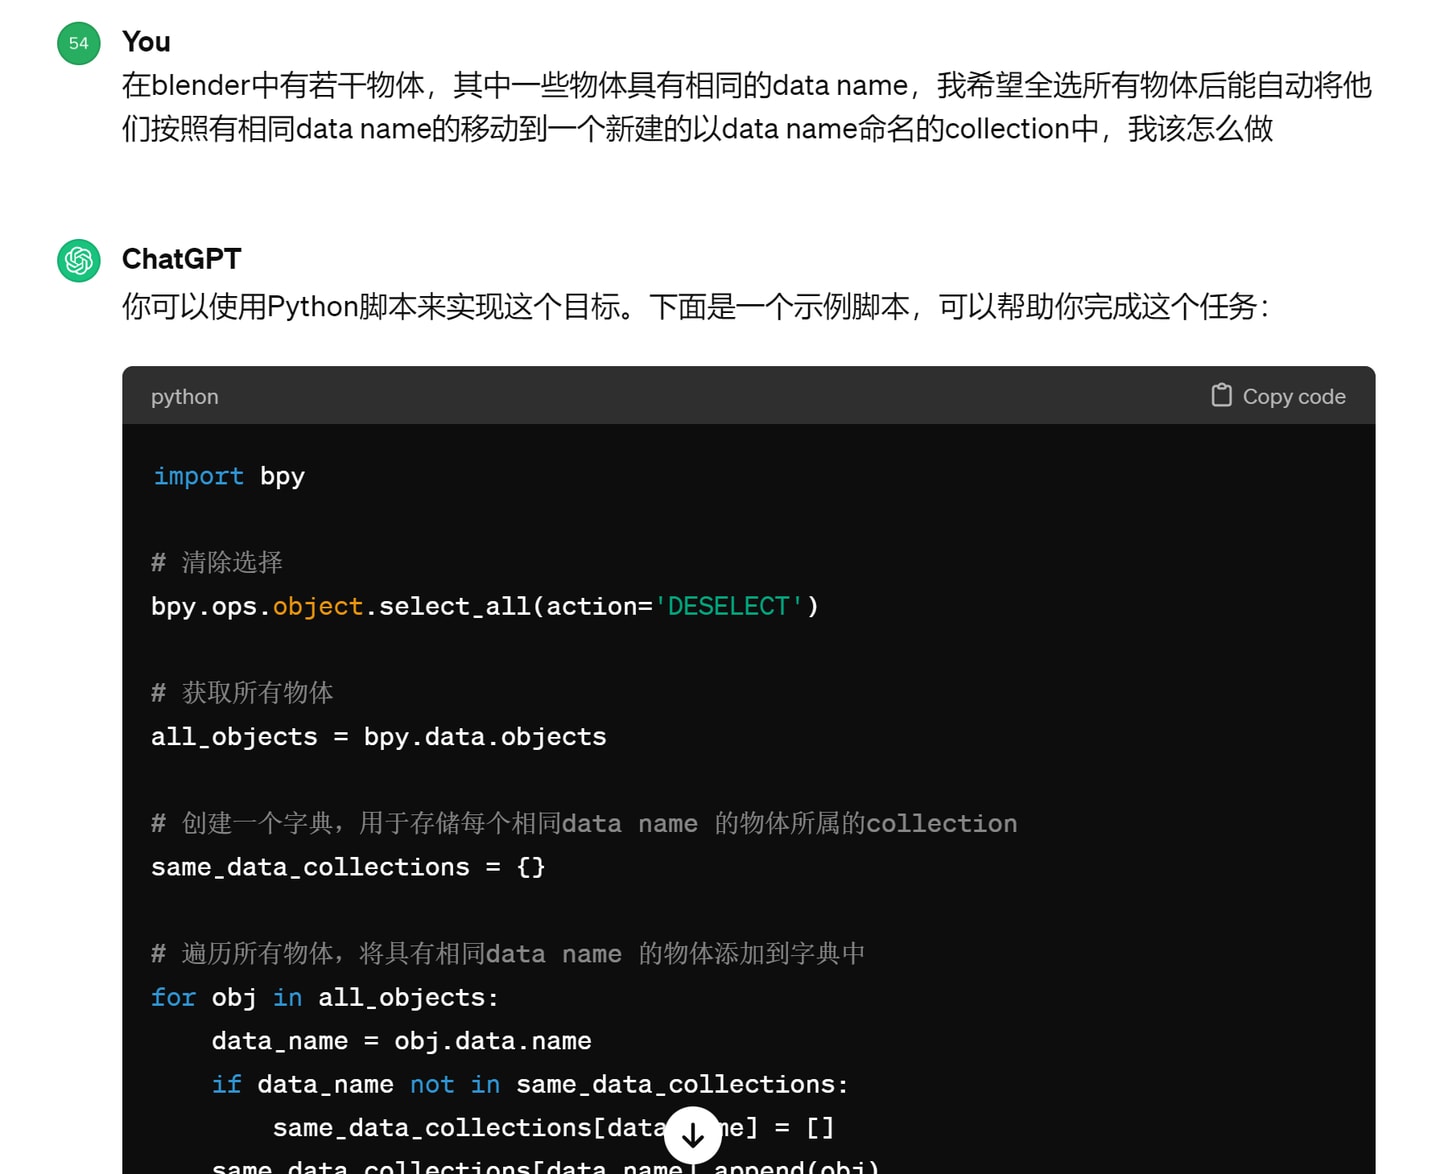 54
You
在blender中有若干物体，其中一些物体具有相同的data name，我希望全选所有物体后能自动将他
们按照有相同data name的移动到一个新建的以data name命名的collection中，我该怎么做
ChatGPT
你可以使用Python脚本来实现这个目标。下面是一个示例脚本，可以帮助你完成这个任务：
python
Copy code
import bpy
# 清除选择
bpy.ops.object.select_all(action='DESELECT')
# 获取所有物体
all_objects = bpy.data.objects
# 创建一个字典，用于存储每个相同data name 的物体所属的collection
same_data_collections = {}
# 遍历所有物体，将具有相同data name 的物体添加到字典中
for obj in all_objects:
    data_name = obj.data.name
    if data_name not in same_data_collections:
        same_data_collections[data_name] = []
    same_data_collections[data_name].append(obj)